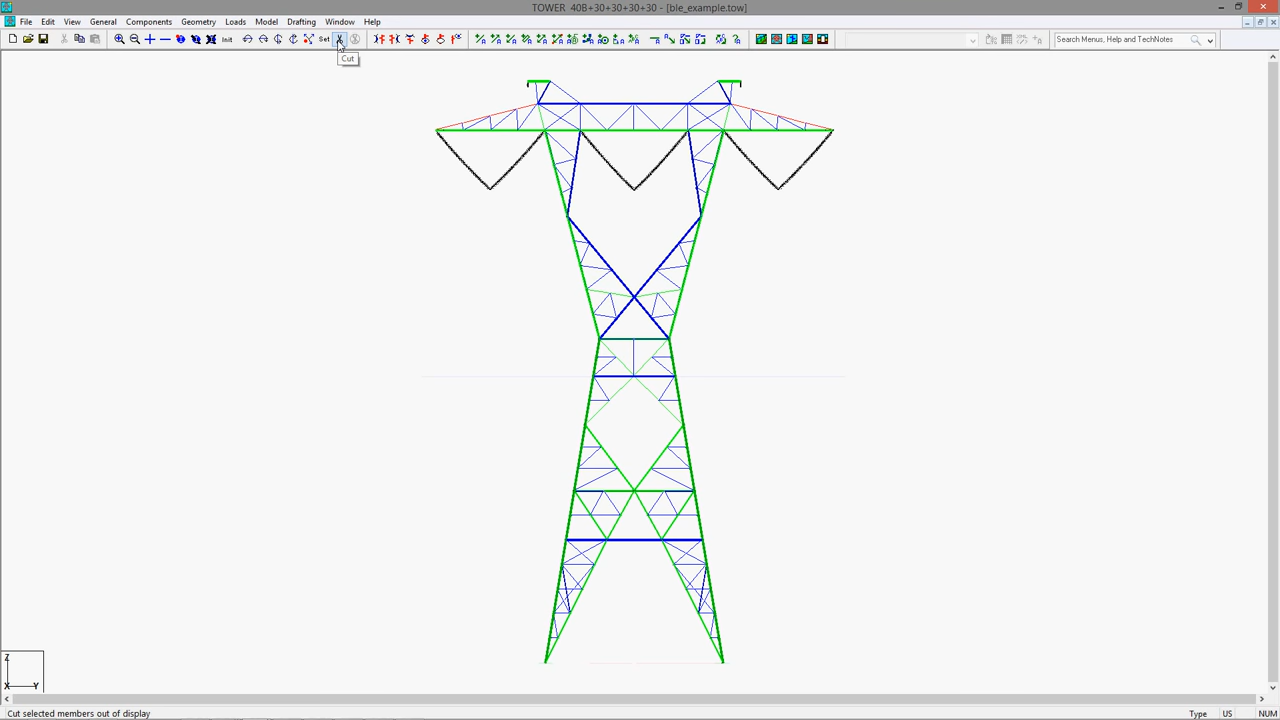 TOWER 40B+30+30+30+30 - [ble_example.tow]
File Edit View General Components Geometry Loads Model Drafting Window Help
Init Set Search Menus, Help and TechNotes
Cut
Z
X Y
Cut selected members out of display Type US NUM